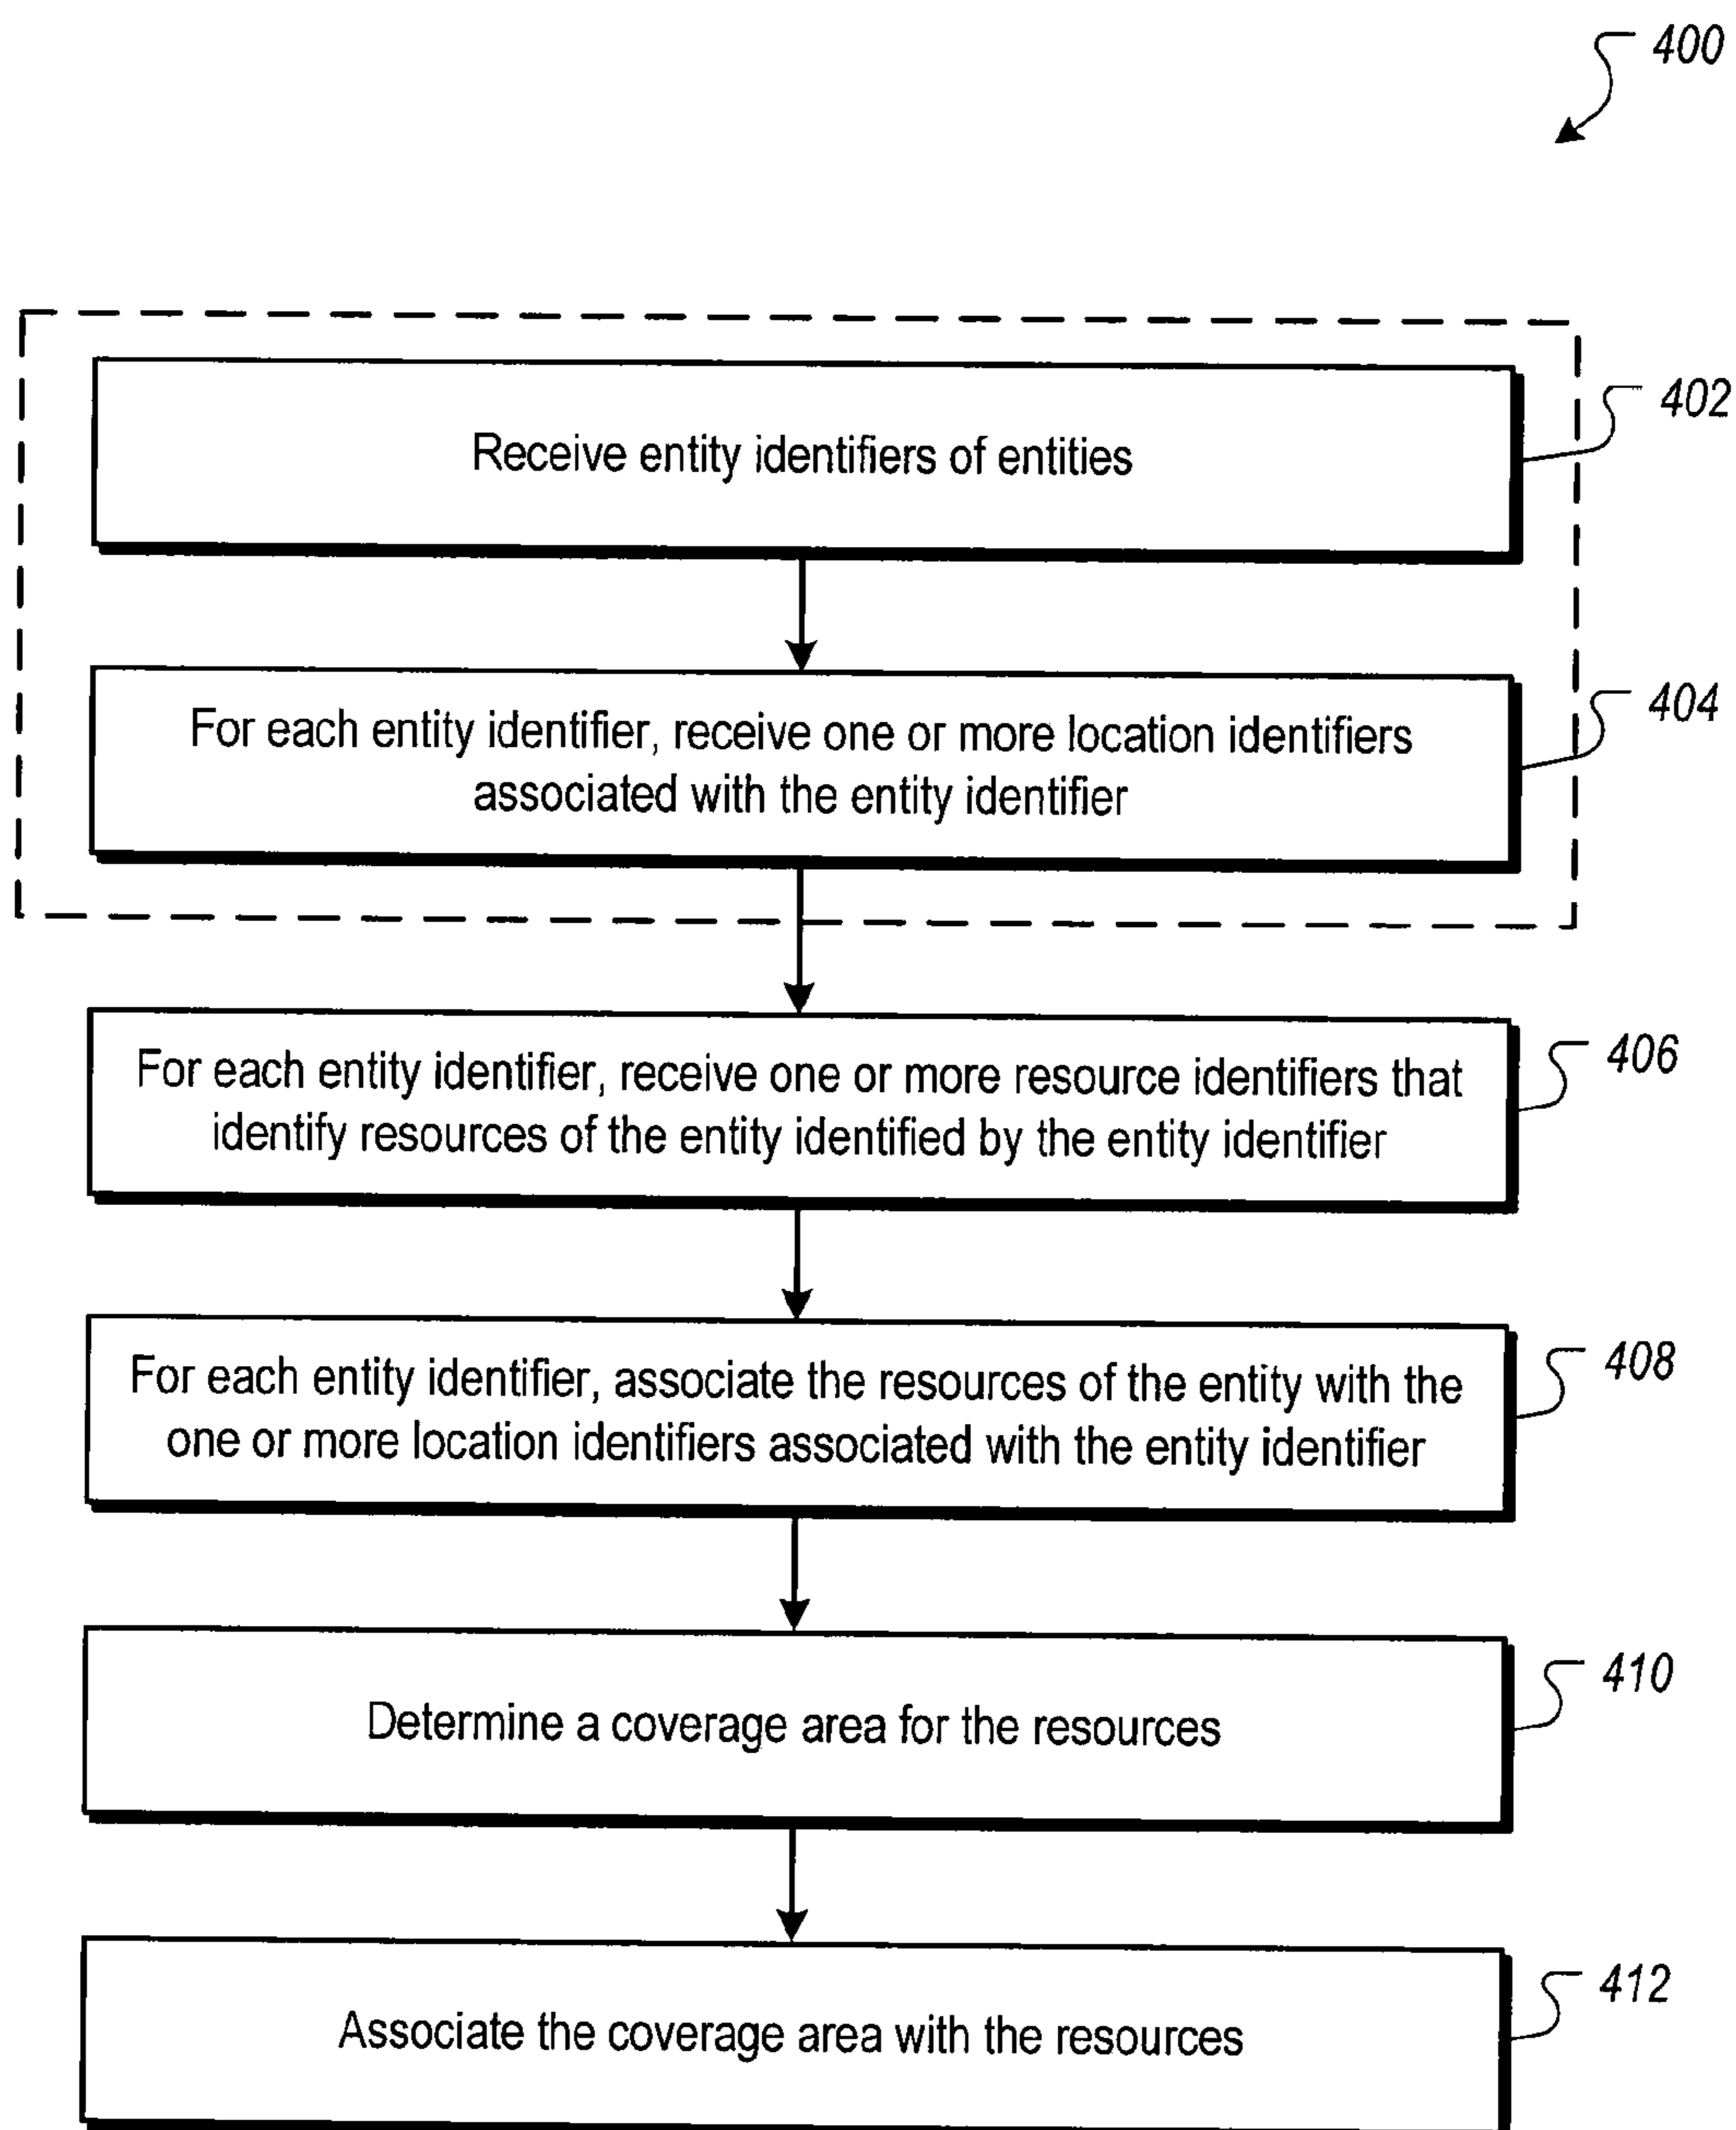 400
Receive entity identifiers of entities
402
For each entity identifier, receive one or more location identifiers
associated with the entity identifier
404
For each entity identifier, receive one or more resource identifiers that
identify resources of the entity identified by the entity identifier
406
For each entity identifier, associate the resources of the entity with the
one or more location identifiers associated with the entity identifier
408
Determine a coverage area for the resources
410
Associate the coverage area with the resources
412